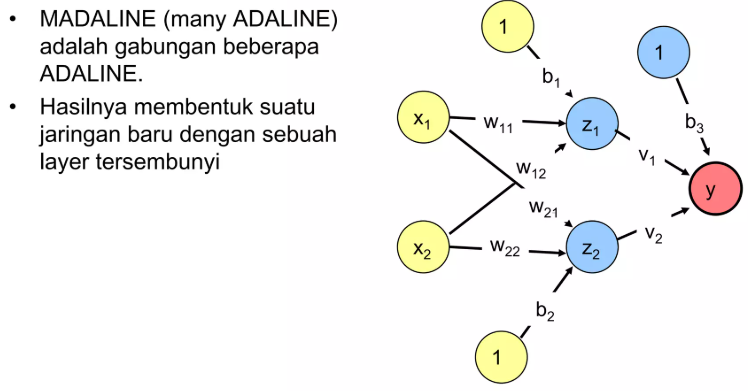 • MADALINE (many ADALINE)
adalah gabungan beberapa
ADALINE.
• Hasilnya membentuk suatu
jaringan baru dengan sebuah
layer tersembunyi
1
1
b₁
x₁
w₁₁
z₁
b₃
v₁
w₁₂
y
w₂₁
x₂
w₂₂
z₂
v₂
b₂
1